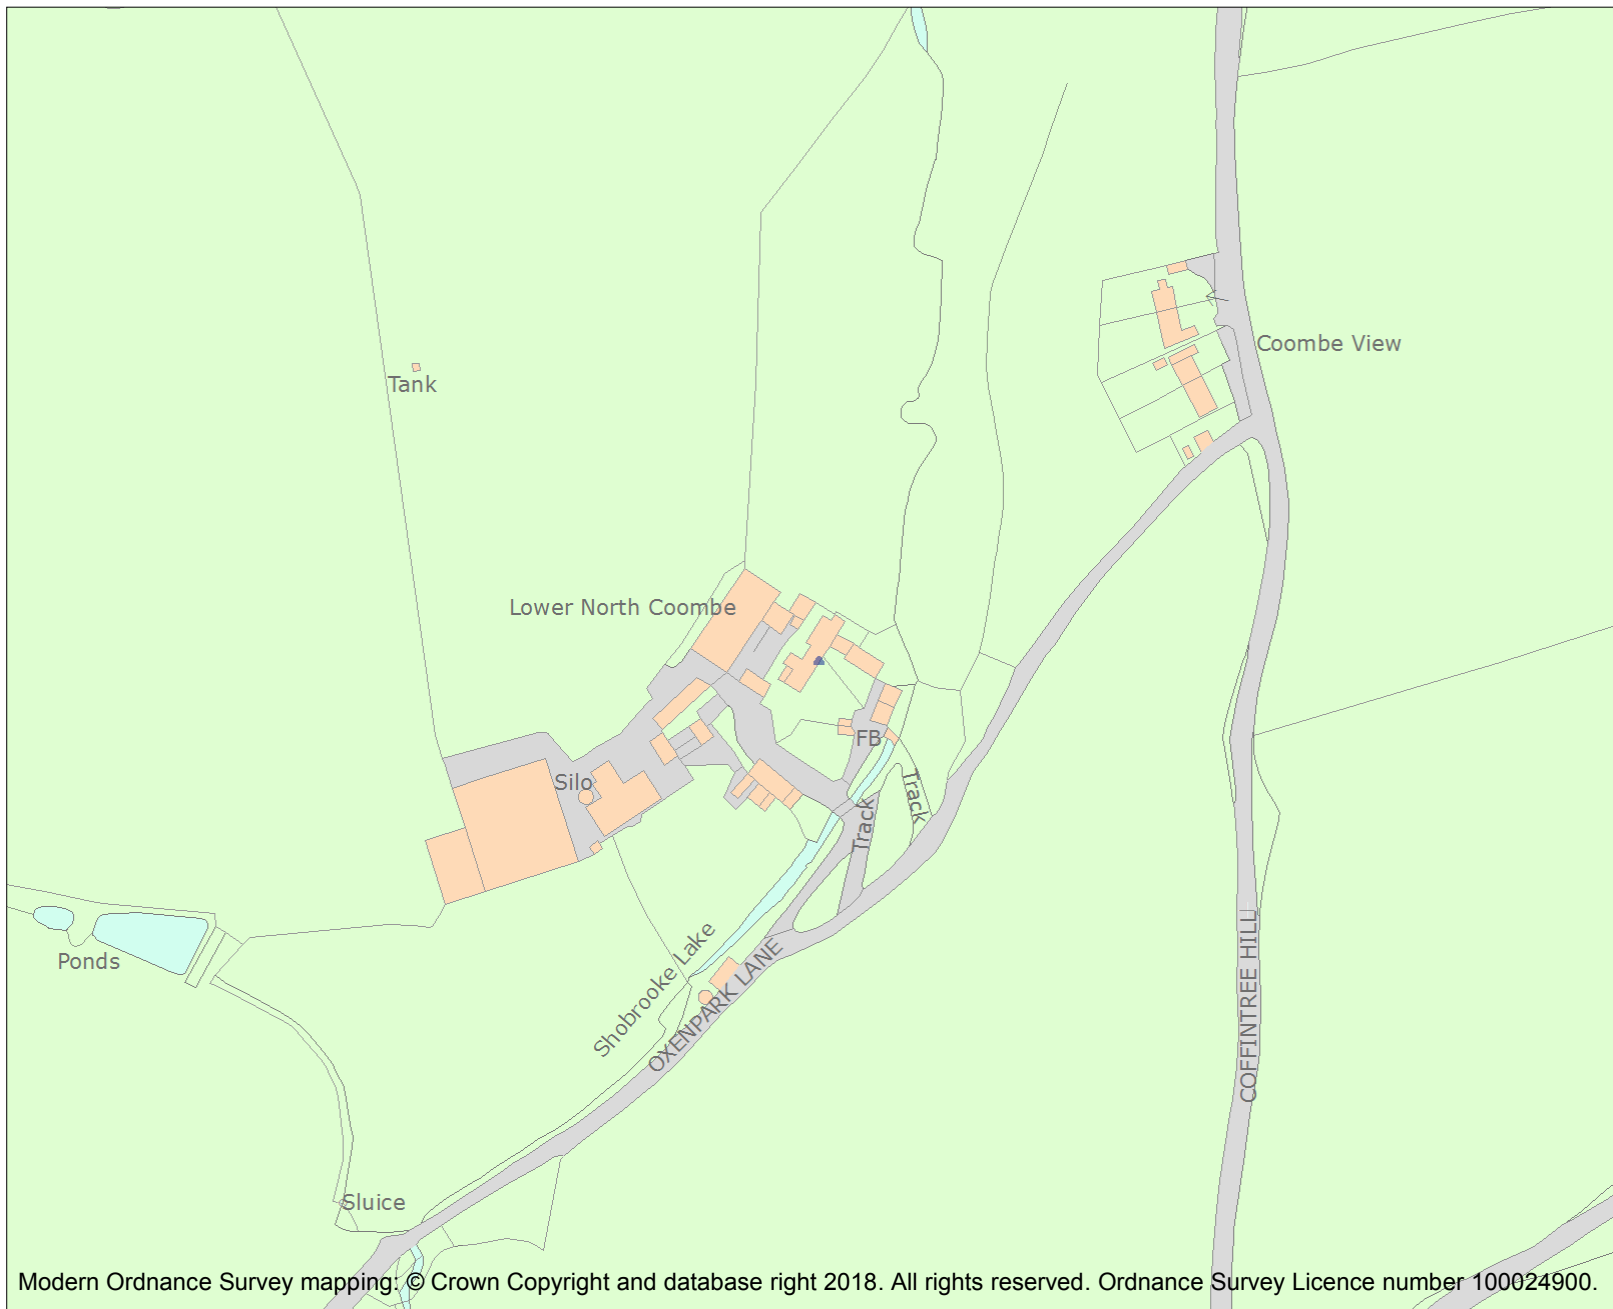 Coombe View
Tank
Lower North Coombe
FB
Silo
Track
Track
Ponds
Shobrooke Lake
OXENPARK LANE
COFFINTREE HILL
Sluice
Modern Ordnance Survey mapping: © Crown Copyright and database right 2018. All rights reserved. Ordnance Survey Licence number 100024900.